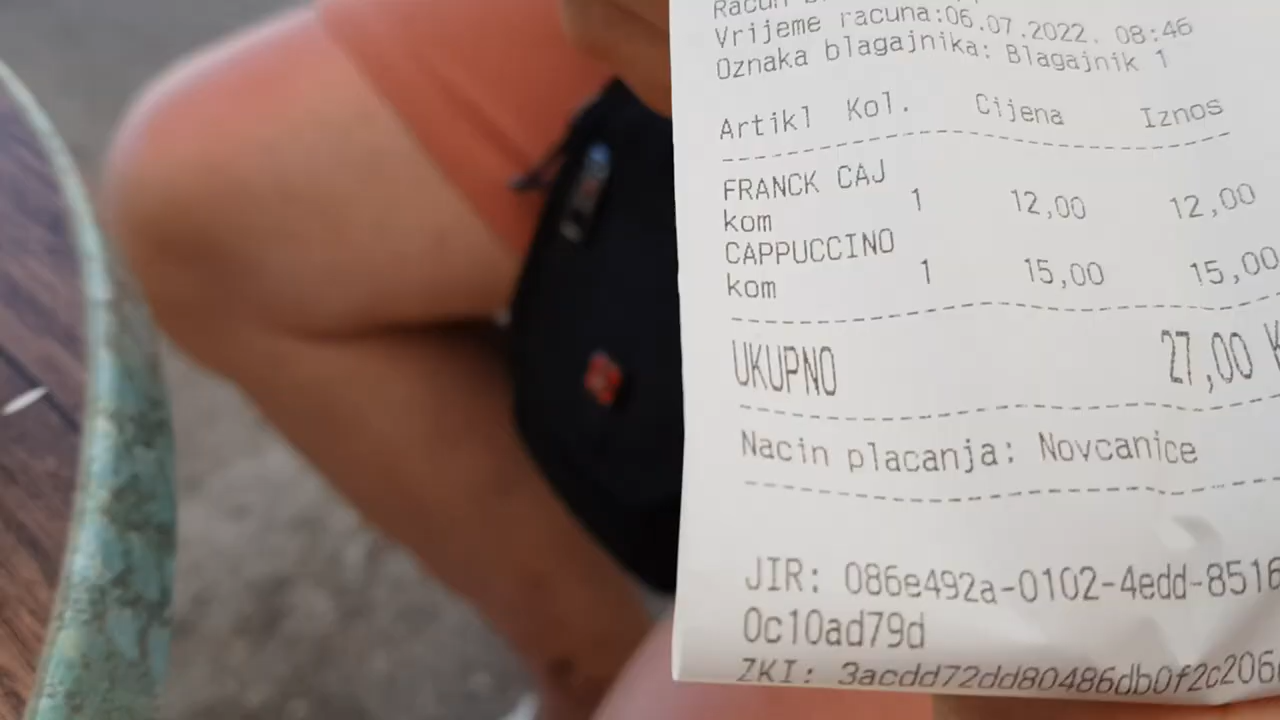 Racun
Vrijeme racuna:06.07.2022. 08:46
Oznaka blagajnika: Blagajnik 1
Artikl Kol. Cijena Iznos
FRANCK CAJ
kom 1 12,00 12,00
CAPPUCCINO
kom 1 15,00 15,00
UKUPNO 27,00
Nacin placanja: Novcanice
JIR: 086e492a-0102-4edd-8516
0c10ad79d
ZKI: 3acdd72dd80486db0f2c206